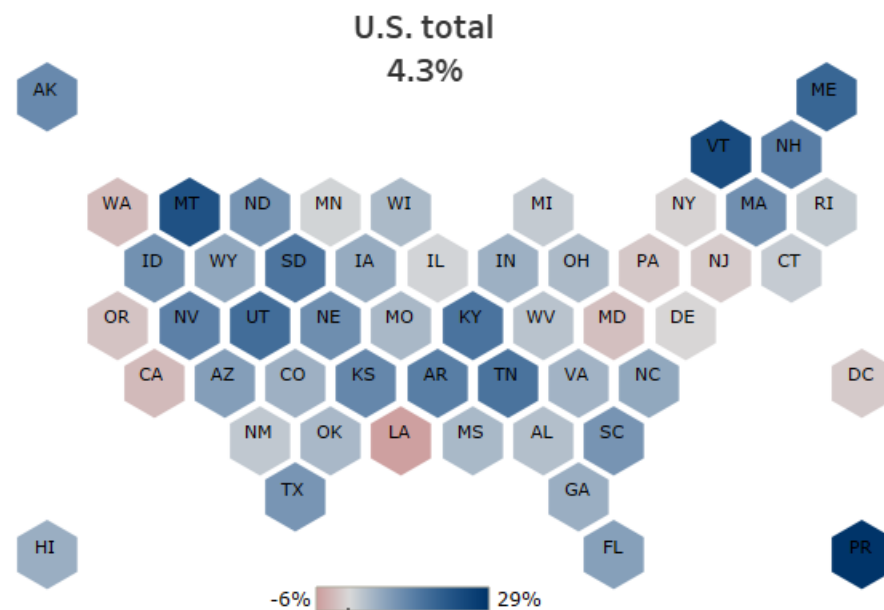 U.S. total
4.3%
AK ME
VT NH
WA MT ND MN WI MI NY MA RI
ID WY SD IA IL IN OH PA NJ CT
OR NV UT NE MO KY WV MD DE
CA AZ CO KS AR TN VA NC DC
NM OK LA MS AL SC
TX GA
HI FL PR
-6% 29%